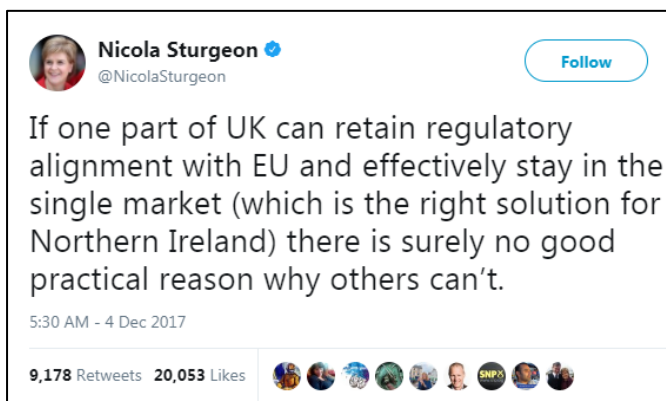 Nicola Sturgeon
@NicolaSturgeon
Follow
If one part of UK can retain regulatory
alignment with EU and effectively stay in the
single market (which is the right solution for
Northern Ireland) there is surely no good
practical reason why others can't.
5:30 AM - 4 Dec 2017
9,178 Retweets 20,053 Likes
SNP